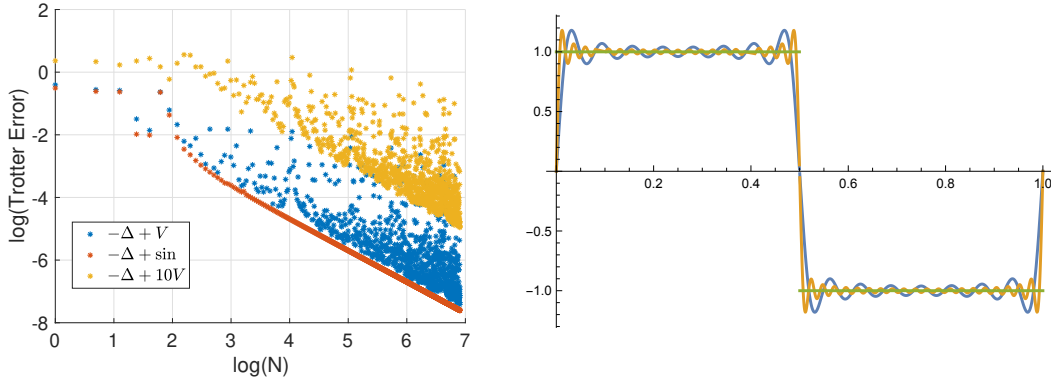 2
0
-2
-4
-6
-8
log(Trotter Error)
−Δ + V
−Δ + sin
−Δ + 10V
0 1 2 3 4 5 6 7
log(N)
1.0
0.5
0.2 0.4 0.6 0.8 1.0
-0.5
-1.0